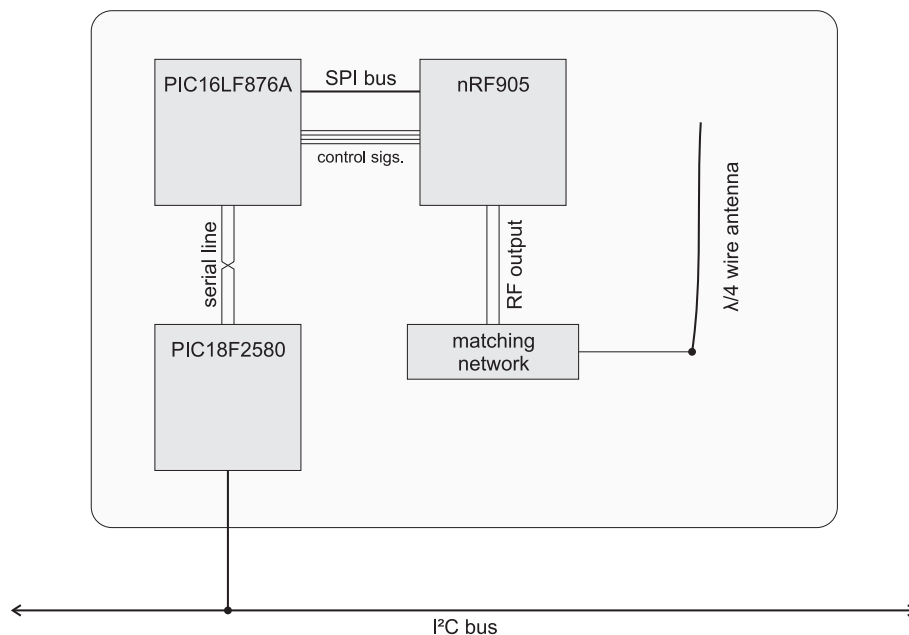 PIC16LF876A
SPI bus
nRF905
control sigs.
λ/4 wire antenna
serial line
RF output
PIC18F2580
matching
network
I²C bus